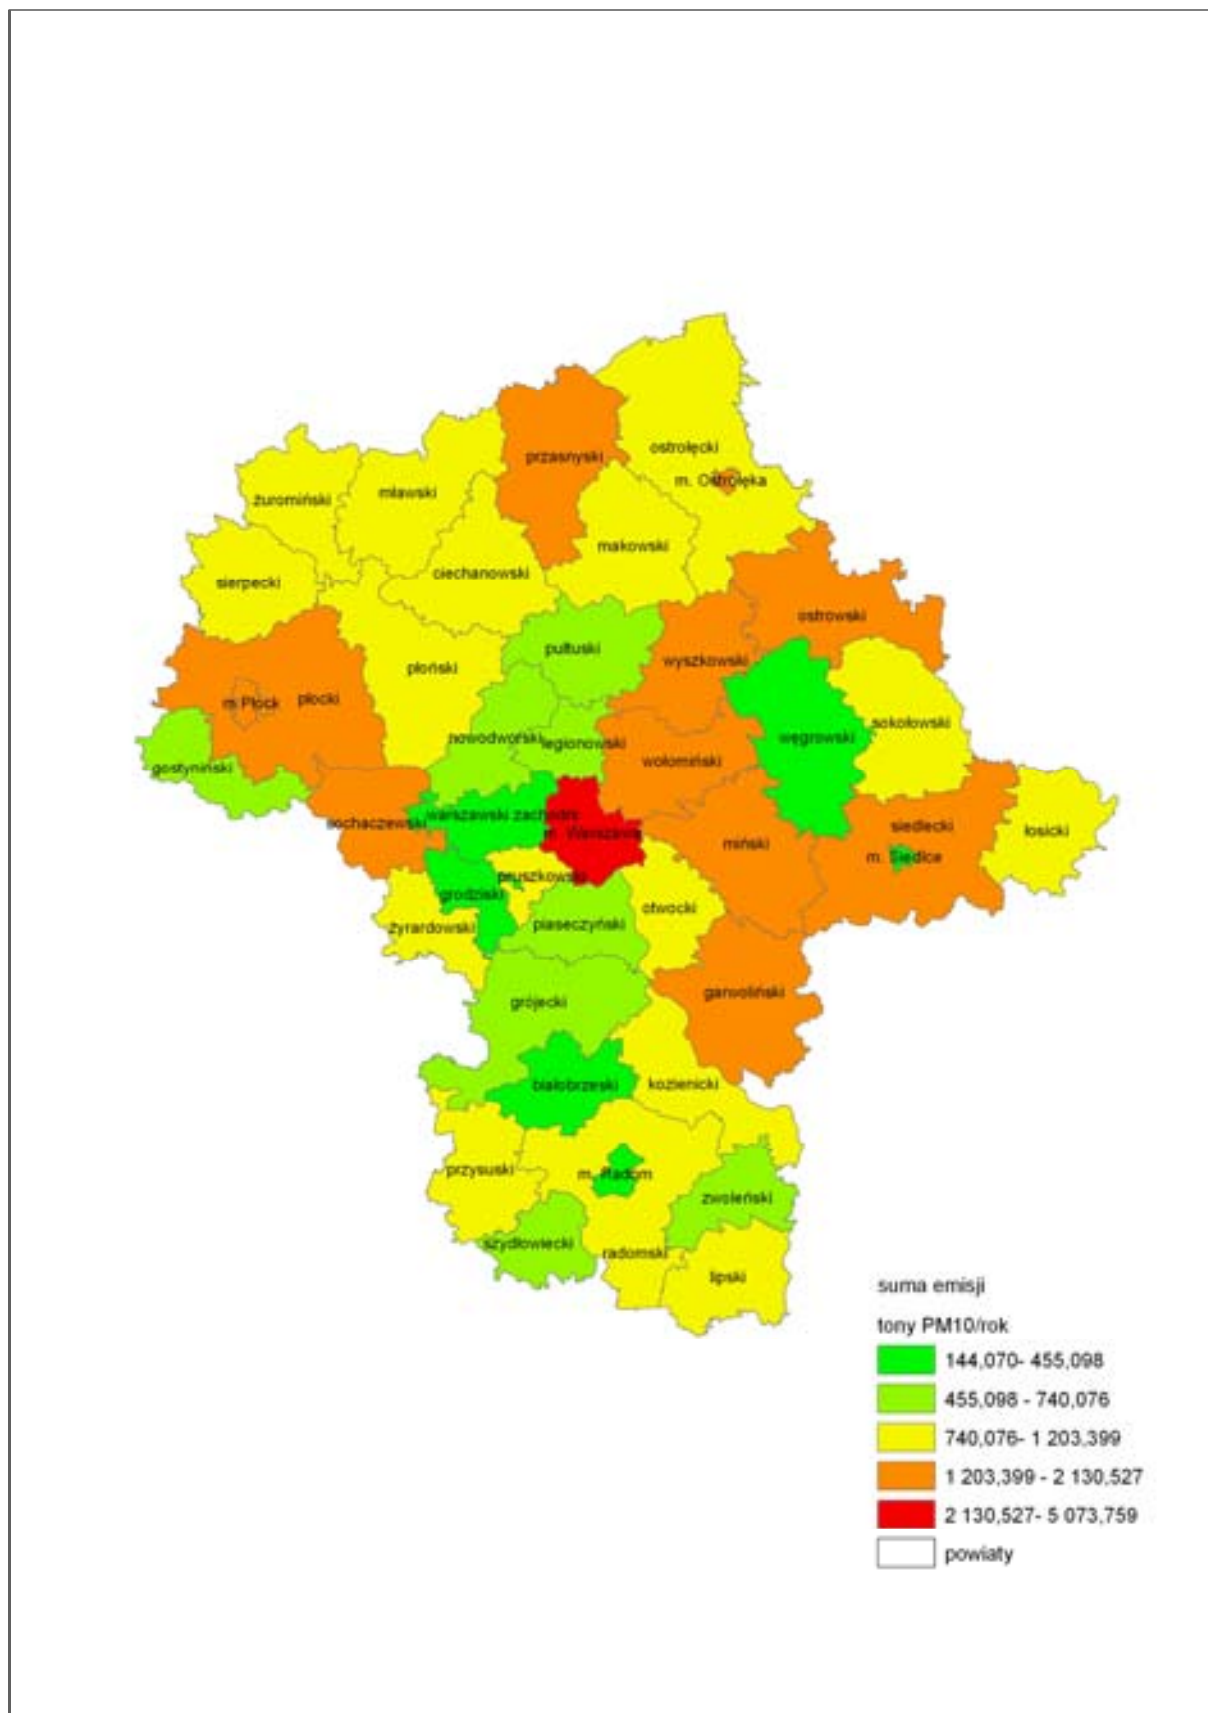 ostrołęcki
przasnyski
m. Ostrołęka
mławski
żuromiński
makowski
ciechanowski
sierpecki
ostrowski
pułtuski
wyszkowski
płoński
płocki
m.Płock
sokołowski
nowodworski
legionowski
węgrowski
wołomiński
gostyniński
warszawski zachodni
sochaczewski
siedlecki
łosicki
m. Warszawa
miński
m. Siedlce
pruszkowski
grodziski
otwocki
piaseczyński
żyrardowski
garwoliński
grójecki
białobrzeski
kozienicki
przysuski
m. Radom
zwoleński
szydłowiecki
radomski
lipski
suma emisji
tony PM10/rok
144,070- 455,098
455,098 - 740,076
740,076- 1 203,399
1 203,399 - 2 130,527
2 130,527- 5 073,759
powiaty